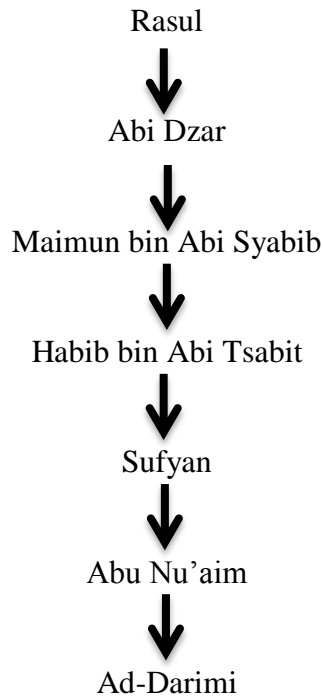 Rasul
Abi Dzar
Maimun bin Abi Syabib
Habib bin Abi Tsabit
Sufyan
Abu Nu’aim
Ad-Darimi